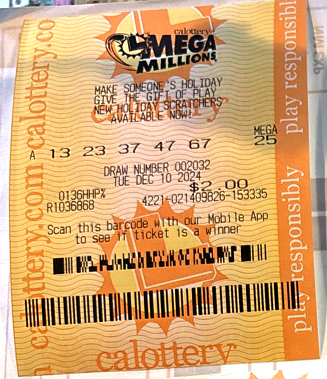 calottery
MEGA
MILLIONS
MAKE SOMEONE'S HOLIDAY
GIVE THE GIFT OF PLAY
NEW HOLIDAY SCRATCHERS
AVAILABLE NOW!
MEGA
A 13 23 37 47 67 25
DRAW NUMBER 002032
TUE DEC 10 2024
$2.00
0136HHP%
R1036868 4221-021409826-153335
Scan this barcode with our Mobile App
to see if ticket is a winner
calottery
calottery.com calottery.co
play responsibly play responsibl